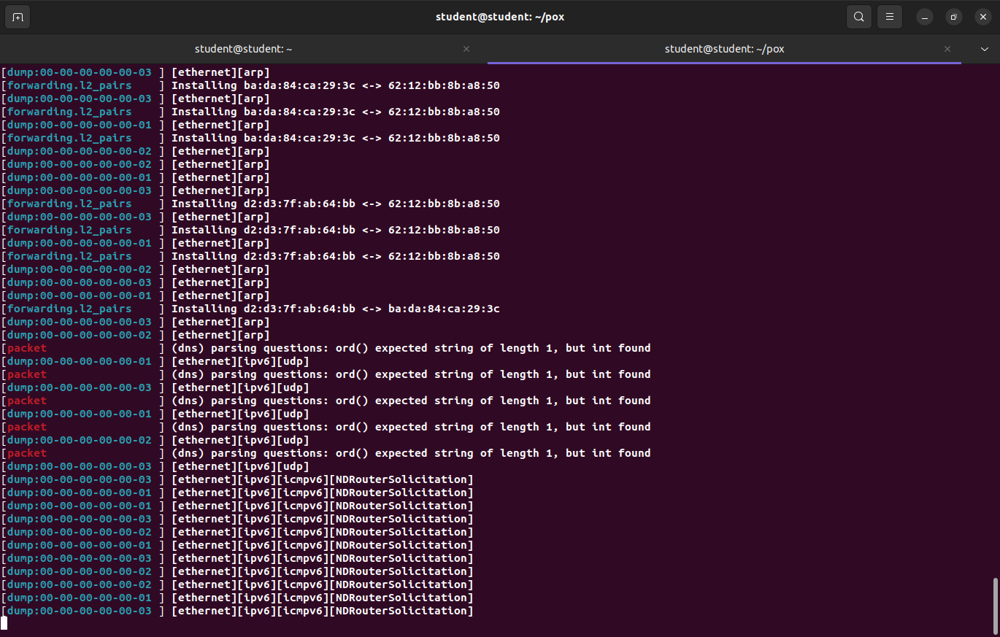 student@student: ~/pox
student@student: ~
student@student: ~/pox
[dump:00-00-00-00-00-03 ] [ethernet][arp]
[forwarding.l2_pairs    ] Installing ba:da:84:ca:29:3c <-> 62:12:bb:8b:a8:50
[dump:00-00-00-00-00-03 ] [ethernet][arp]
[forwarding.l2_pairs    ] Installing ba:da:84:ca:29:3c <-> 62:12:bb:8b:a8:50
[dump:00-00-00-00-00-01 ] [ethernet][arp]
[forwarding.l2_pairs    ] Installing ba:da:84:ca:29:3c <-> 62:12:bb:8b:a8:50
[dump:00-00-00-00-00-02 ] [ethernet][arp]
[dump:00-00-00-00-00-02 ] [ethernet][arp]
[dump:00-00-00-00-00-01 ] [ethernet][arp]
[dump:00-00-00-00-00-03 ] [ethernet][arp]
[forwarding.l2_pairs    ] Installing d2:d3:7f:ab:64:bb <-> 62:12:bb:8b:a8:50
[dump:00-00-00-00-00-03 ] [ethernet][arp]
[forwarding.l2_pairs    ] Installing d2:d3:7f:ab:64:bb <-> 62:12:bb:8b:a8:50
[dump:00-00-00-00-00-01 ] [ethernet][arp]
[forwarding.l2_pairs    ] Installing d2:d3:7f:ab:64:bb <-> 62:12:bb:8b:a8:50
[dump:00-00-00-00-00-02 ] [ethernet][arp]
[dump:00-00-00-00-00-03 ] [ethernet][arp]
[dump:00-00-00-00-00-01 ] [ethernet][arp]
[forwarding.l2_pairs    ] Installing d2:d3:7f:ab:64:bb <-> ba:da:84:ca:29:3c
[dump:00-00-00-00-00-03 ] [ethernet][arp]
[dump:00-00-00-00-00-02 ] [ethernet][arp]
[packet                 ] (dns) parsing questions: ord() expected string of length 1, but int found
[dump:00-00-00-00-00-01 ] [ethernet][ipv6][udp]
[packet                 ] (dns) parsing questions: ord() expected string of length 1, but int found
[dump:00-00-00-00-00-03 ] [ethernet][ipv6][udp]
[packet                 ] (dns) parsing questions: ord() expected string of length 1, but int found
[dump:00-00-00-00-00-01 ] [ethernet][ipv6][udp]
[packet                 ] (dns) parsing questions: ord() expected string of length 1, but int found
[dump:00-00-00-00-00-02 ] [ethernet][ipv6][udp]
[packet                 ] (dns) parsing questions: ord() expected string of length 1, but int found
[dump:00-00-00-00-00-03 ] [ethernet][ipv6][udp]
[dump:00-00-00-00-00-03 ] [ethernet][ipv6][icmpv6][NDRouterSolicitation]
[dump:00-00-00-00-00-01 ] [ethernet][ipv6][icmpv6][NDRouterSolicitation]
[dump:00-00-00-00-00-01 ] [ethernet][ipv6][icmpv6][NDRouterSolicitation]
[dump:00-00-00-00-00-03 ] [ethernet][ipv6][icmpv6][NDRouterSolicitation]
[dump:00-00-00-00-00-02 ] [ethernet][ipv6][icmpv6][NDRouterSolicitation]
[dump:00-00-00-00-00-01 ] [ethernet][ipv6][icmpv6][NDRouterSolicitation]
[dump:00-00-00-00-00-03 ] [ethernet][ipv6][icmpv6][NDRouterSolicitation]
[dump:00-00-00-00-00-02 ] [ethernet][ipv6][icmpv6][NDRouterSolicitation]
[dump:00-00-00-00-00-02 ] [ethernet][ipv6][icmpv6][NDRouterSolicitation]
[dump:00-00-00-00-00-01 ] [ethernet][ipv6][icmpv6][NDRouterSolicitation]
[dump:00-00-00-00-00-03 ] [ethernet][ipv6][icmpv6][NDRouterSolicitation]